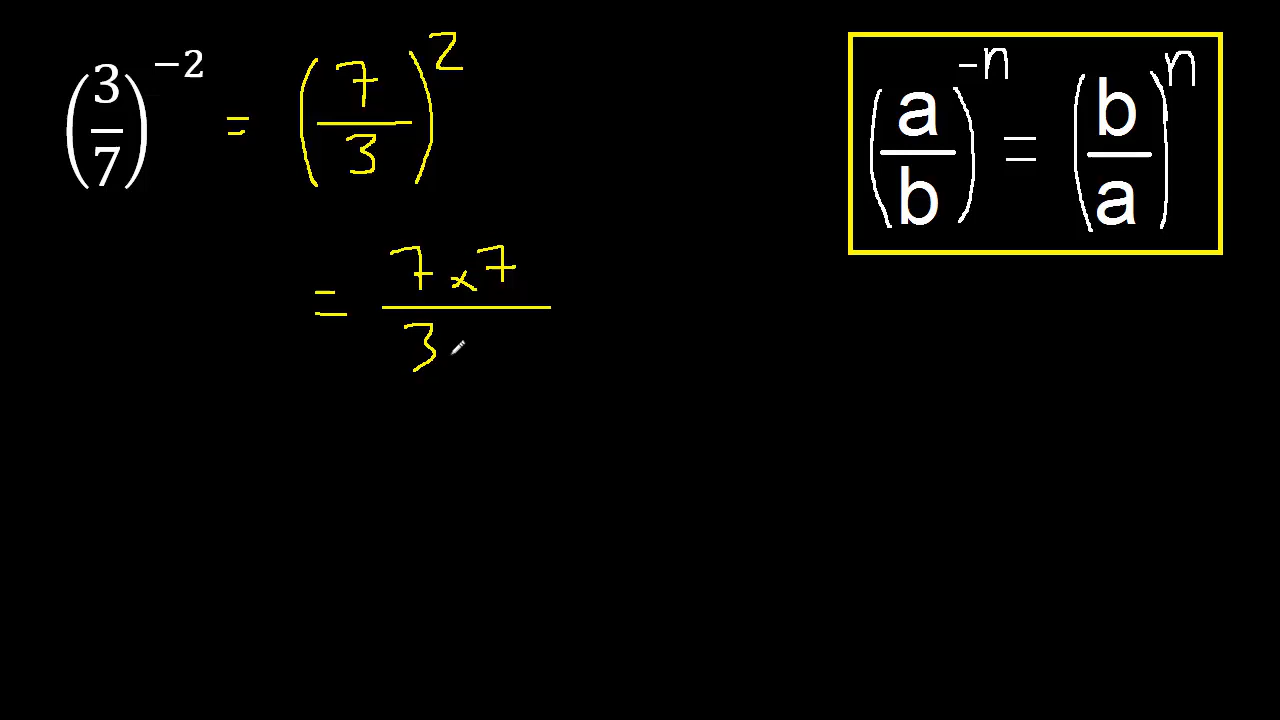 (3/7)^−2 = (7/3)^2
= 7 × 7 / 3
(a/b)^-n = (b/a)^n